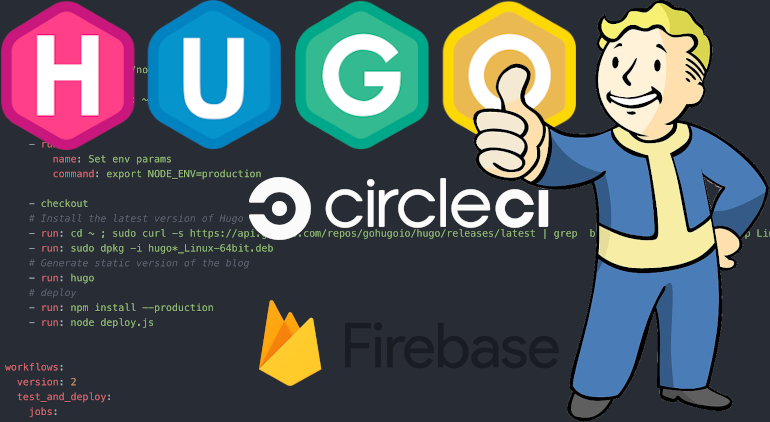 HUGO
- ru
name: Set env params
command: export NODE_ENV=production
- checkout
# Install the latest version of Hugo
circleci
- run: cd ~ ; sudo curl -s https://api. .com/repos/gohugoio/hugo/releases/latest | grep b
- run: sudo dpkg -i hugo*_Linux-64bit.deb
# Generate static version of the blog
- run: hugo
# deploy
- run: npm install --production
- run: node deploy.js
Firebase
workflows:
version: 2
test_and_deploy:
jobs: